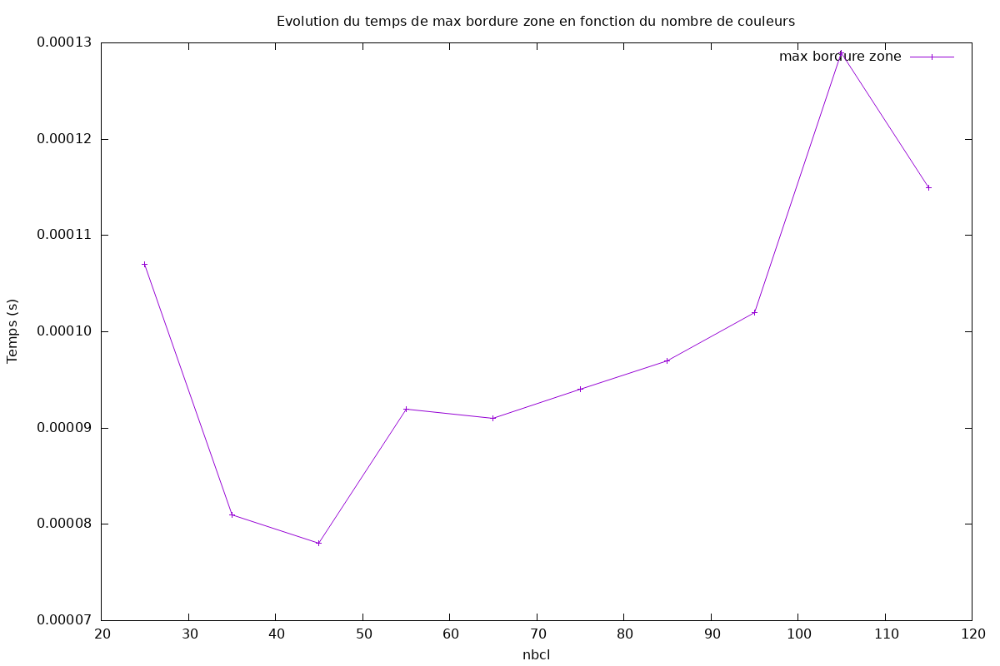 Evolution du temps de max bordure zone en fonction du nombre de couleurs
max bordure zone
0.00013
0.00012
0.00011
0.00010
0.00009
0.00008
0.00007
Temps (s)
20 30 40 50 60 70 80 90 100 110 120
nbcl